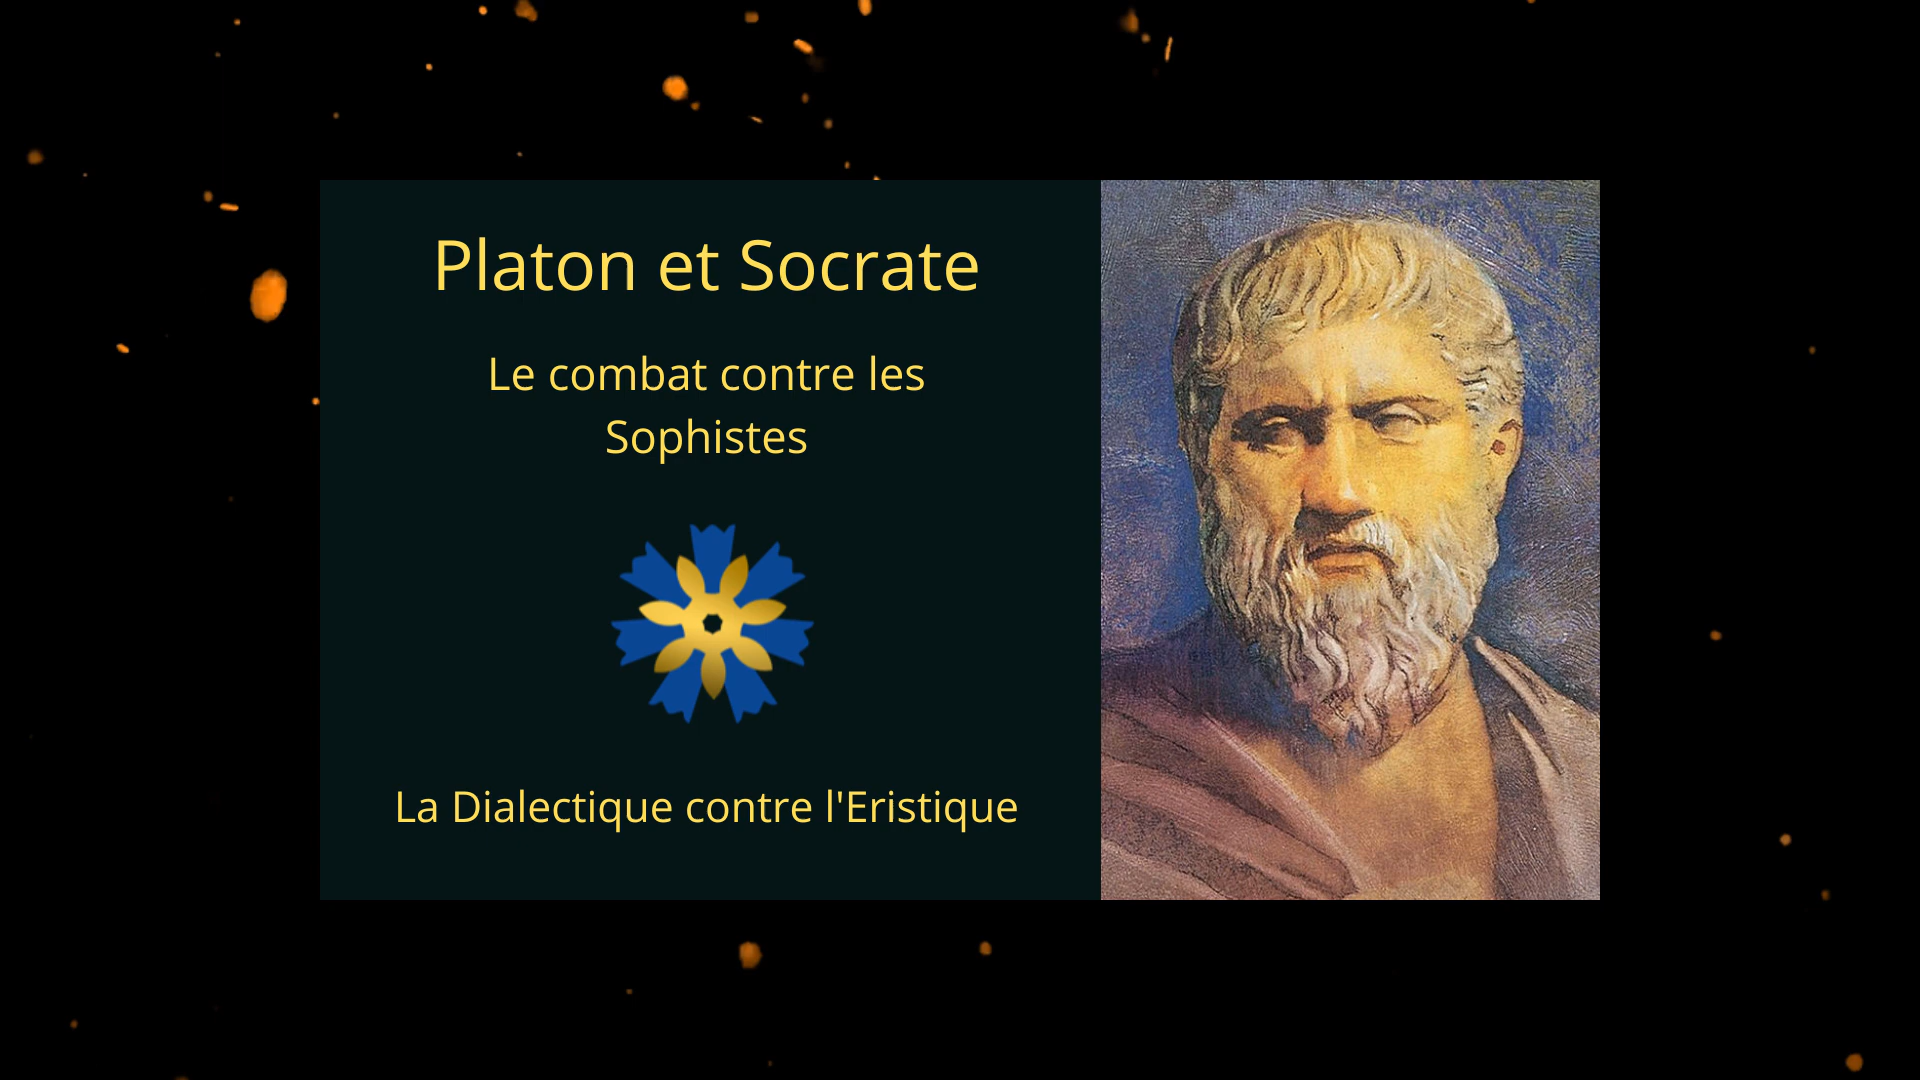 Platon et Socrate
Le combat contre les
Sophistes
La Dialectique contre l'Eristique